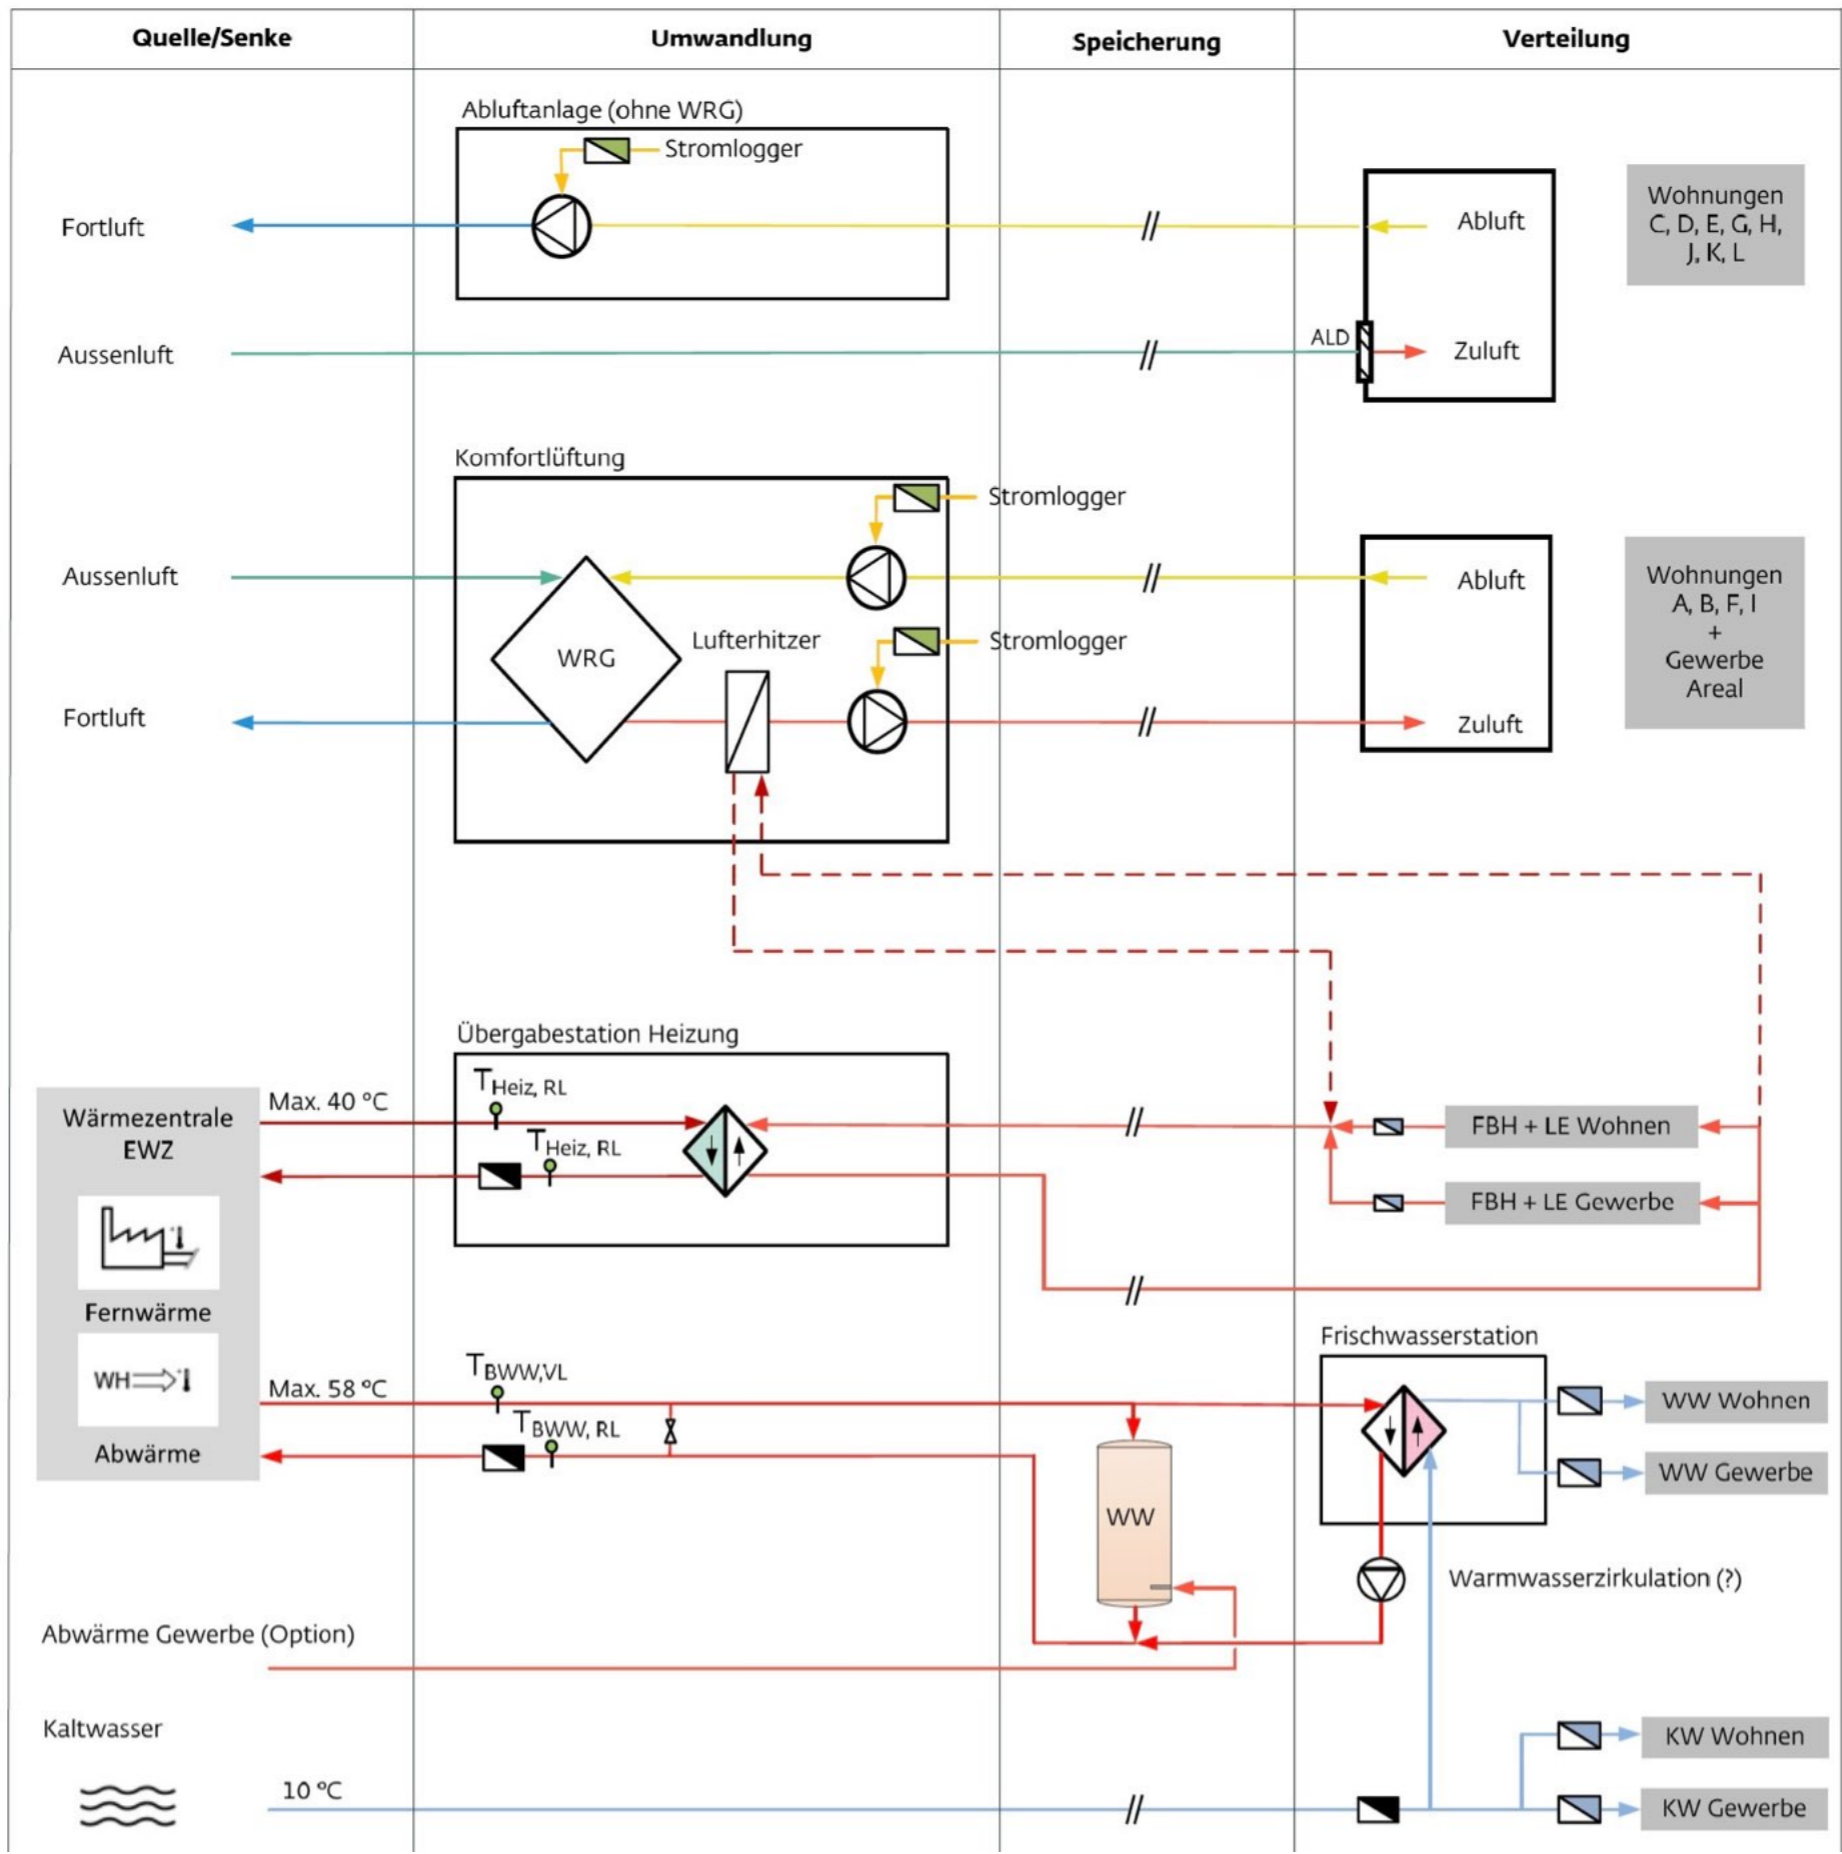 Quelle/Senke
Umwandlung
Speicherung
Verteilung
Abluftanlage (ohne WRG)
Stromlogger
Fortluft
Abluft
Wohnungen
C, D, E, G, H,
J, K, L
Aussenluft
ALD
Zuluft
Komfortlüftung
Stromlogger
Aussenluft
Abluft
Wohnungen
A, B, F, I
+
Gewerbe
Areal
WRG
Lufterhitzer
Stromlogger
Fortluft
Zuluft
Übergabestation Heizung
Wärmezentrale
EWZ
Max. 40 °C
THeiz, RL
THeiz, RL
FBH + LE Wohnen
FBH + LE Gewerbe
Fernwärme
WH
Abwärme
Max. 58 °C
TBWW,VL
TBWW, RL
Frischwasserstation
WW Wohnen
WW Gewerbe
WW
Warmwasserzirkulation (?)
Abwärme Gewerbe (Option)
Kaltwasser
10 °C
KW Wohnen
KW Gewerbe